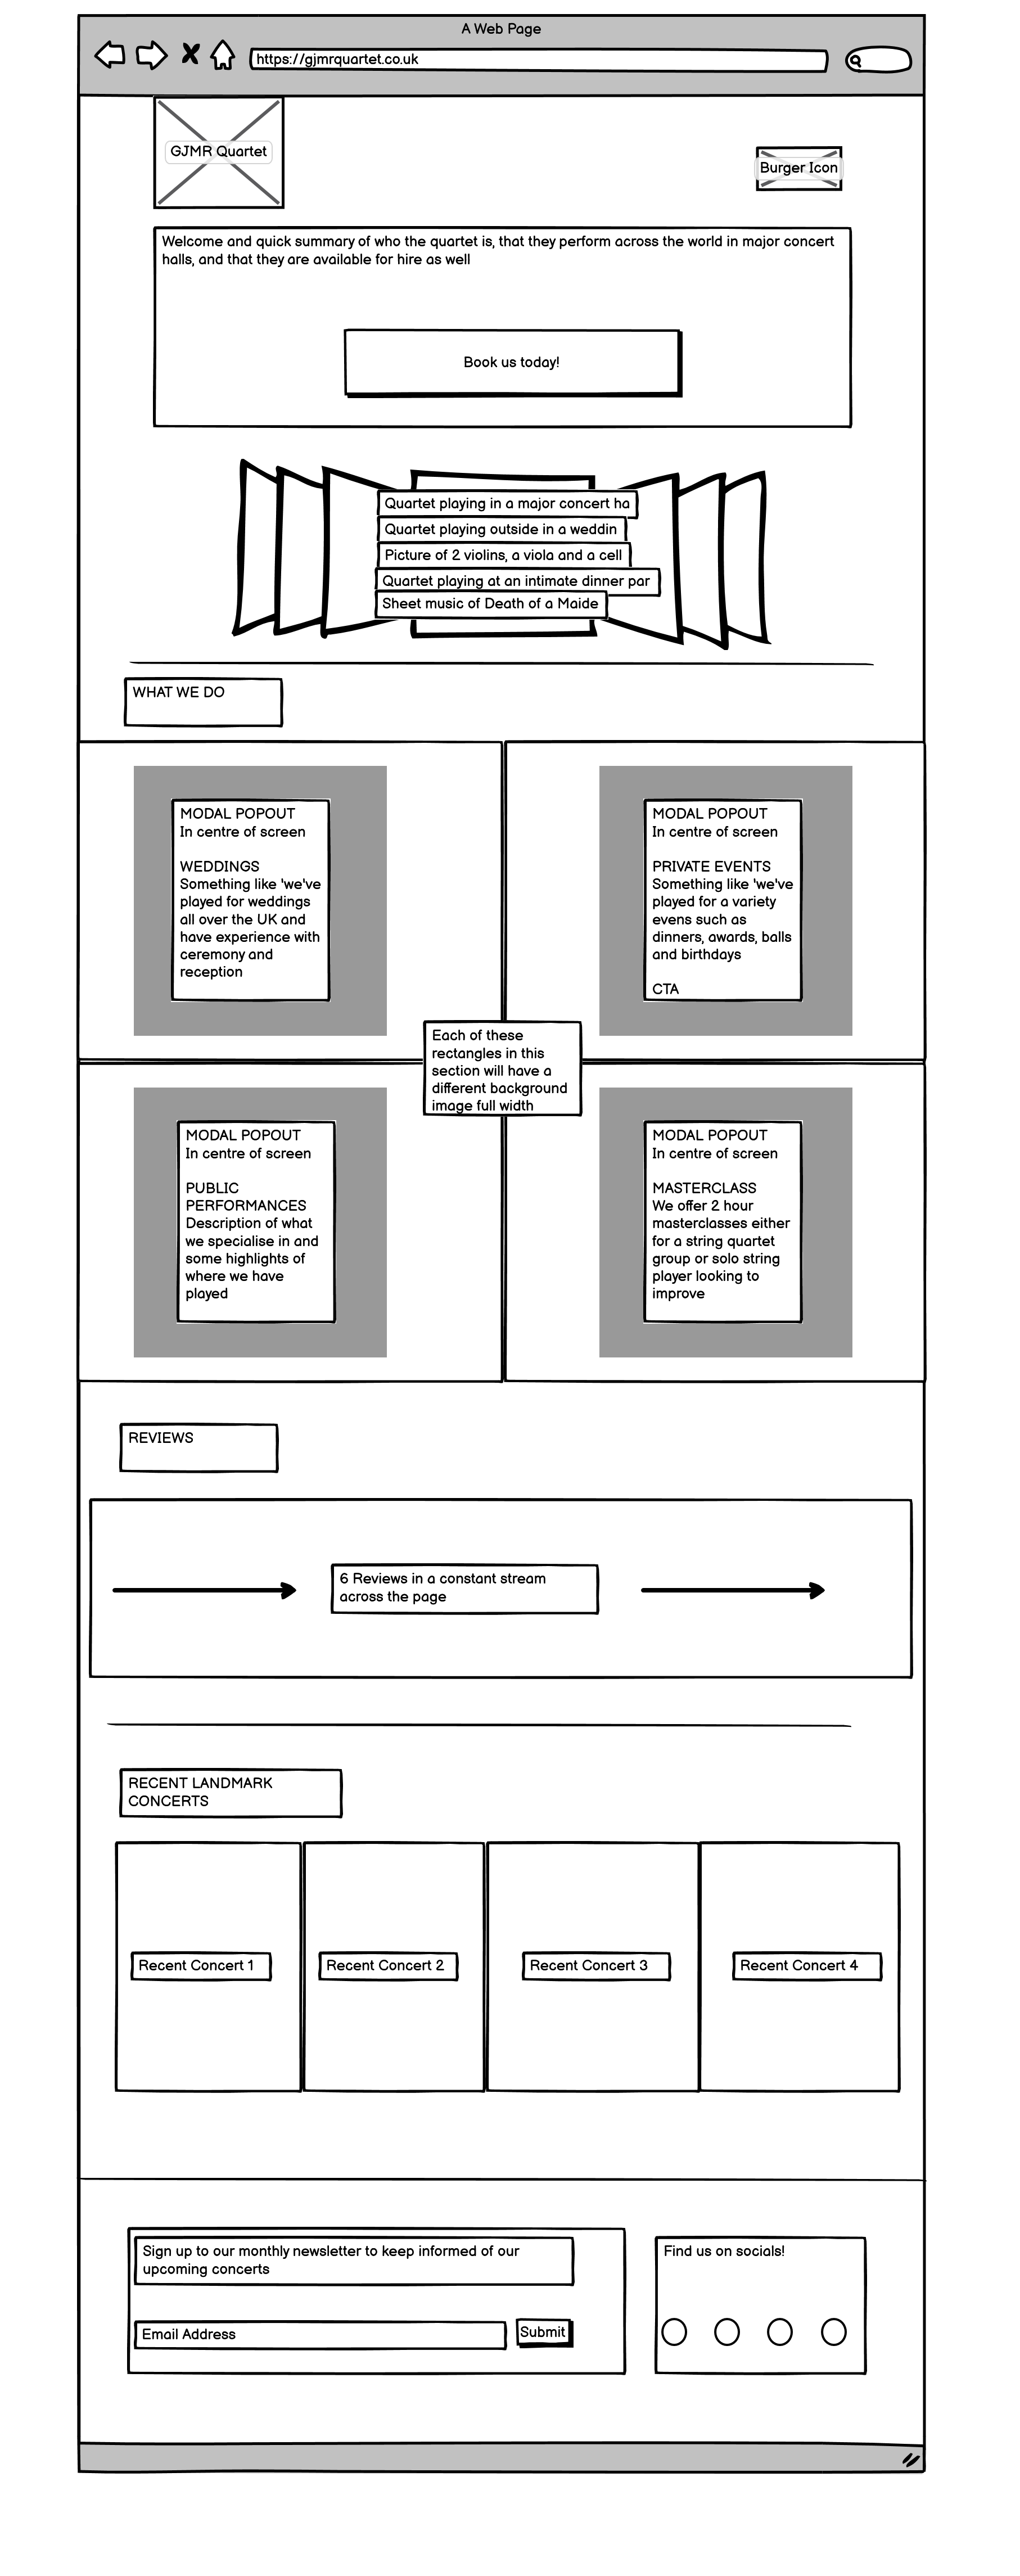 A Web Page
https://gjmrquartet.co.uk
GJMR Quartet
Burger Icon
Welcome and quick summary of who the quartet is, that they perform across the world in major concert
halls, and that they are available for hire as well
Book us today!
Quartet playing in a major concert ha
Quartet playing outside in a weddin
Picture of 2 violins, a viola and a cell
Quartet playing at an intimate dinner par
Sheet music of Death of a Maide
WHAT WE DO
MODAL POPOUT
In centre of screen
WEDDINGS
Something like 'we've
played for weddings
all over the UK and
have experience with
ceremony and
reception
MODAL POPOUT
In centre of screen
PRIVATE EVENTS
Something like 'we've
played for a variety
evens such as
dinners, awards, balls
and birthdays
CTA
Each of these
rectangles in this
section will have a
different background
image full width
MODAL POPOUT
In centre of screen
PUBLIC
PERFORMANCES
Description of what
we specialise in and
some highlights of
where we have
played
MODAL POPOUT
In centre of screen
MASTERCLASS
We offer 2 hour
masterclasses either
for a string quartet
group or solo string
player looking to
improve
REVIEWS
6 Reviews in a constant stream
across the page
RECENT LANDMARK
CONCERTS
Recent Concert 1
Recent Concert 2
Recent Concert 3
Recent Concert 4
Sign up to our monthly newsletter to keep informed of our
upcoming concerts
Email Address
Submit
Find us on socials!